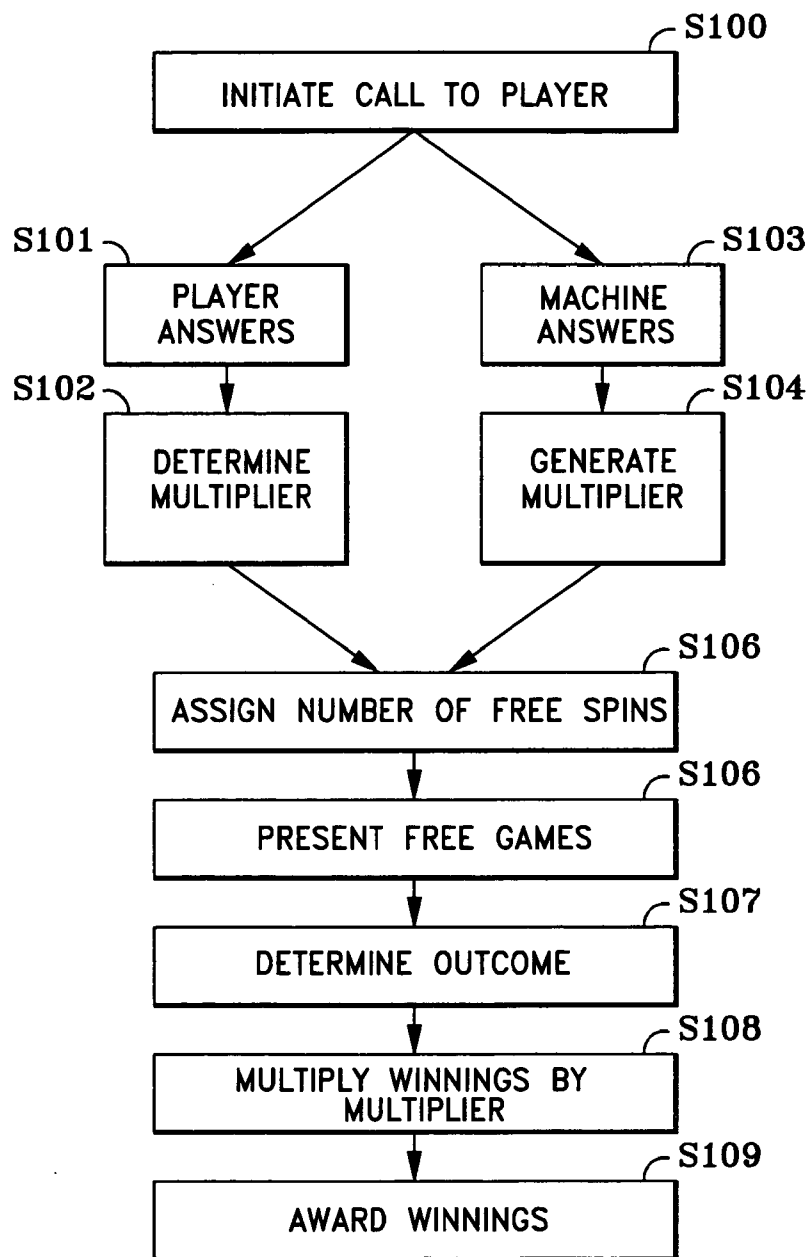 S100
INITIATE CALL TO PLAYER
S101
PLAYER
ANSWERS
S103
MACHINE
ANSWERS
S102
DETERMINE
MULTIPLIER
S104
GENERATE
MULTIPLIER
S106
ASSIGN NUMBER OF FREE SPINS
S106
PRESENT FREE GAMES
S107
DETERMINE OUTCOME
S108
MULTIPLY WINNINGS BY
MULTIPLIER
S109
AWARD WINNINGS